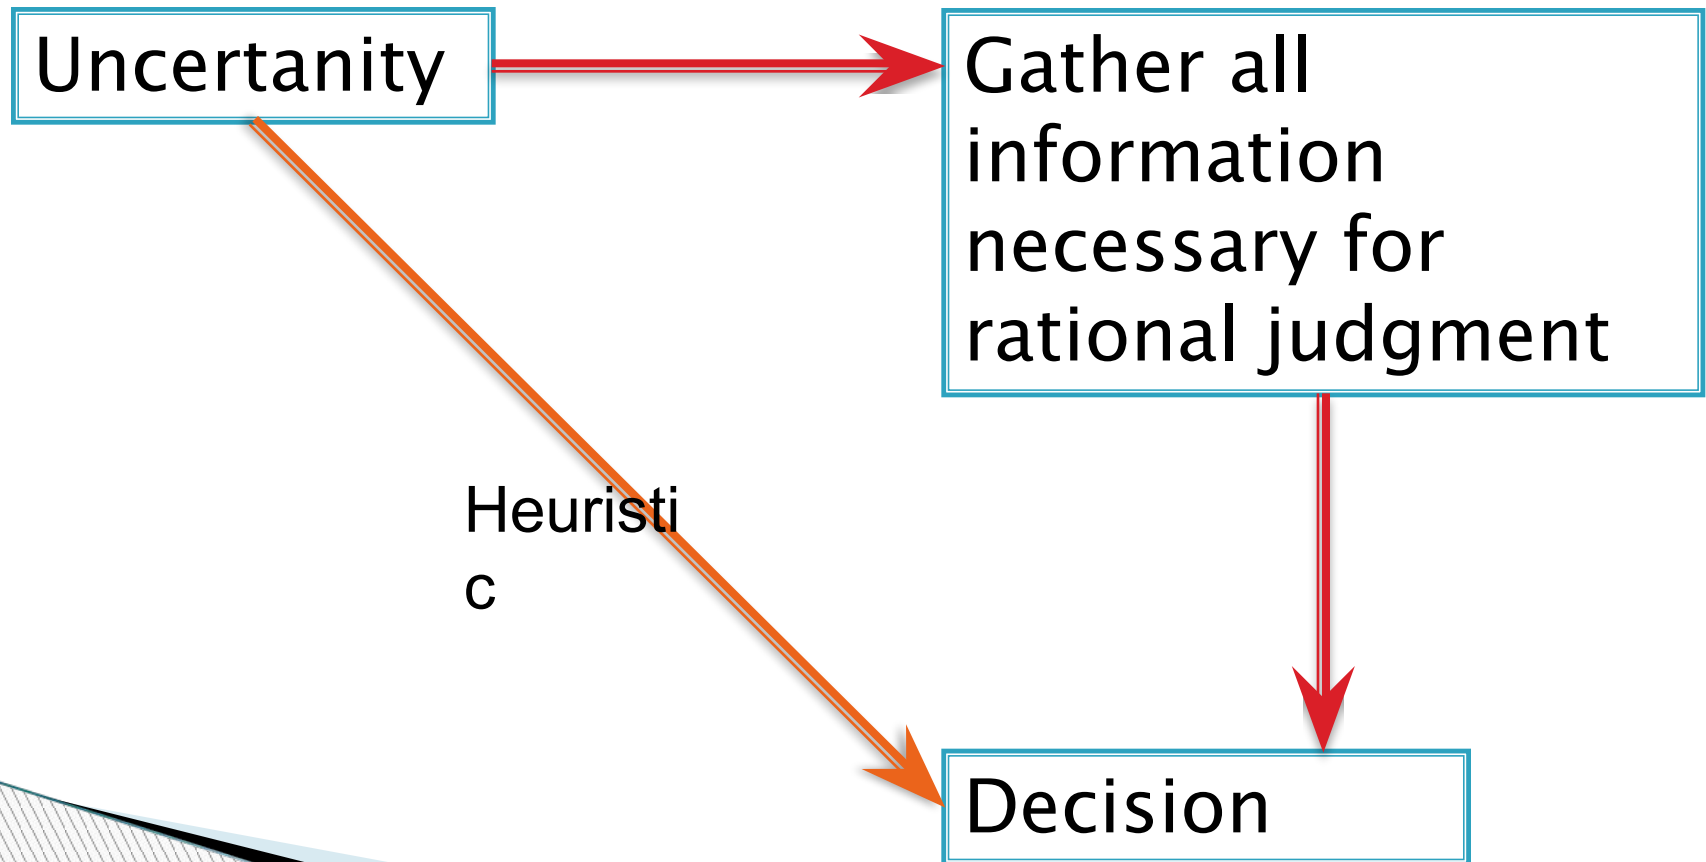 Uncertanity
Gather all
information
necessary for
rational judgment
Heuristi
c
Decision